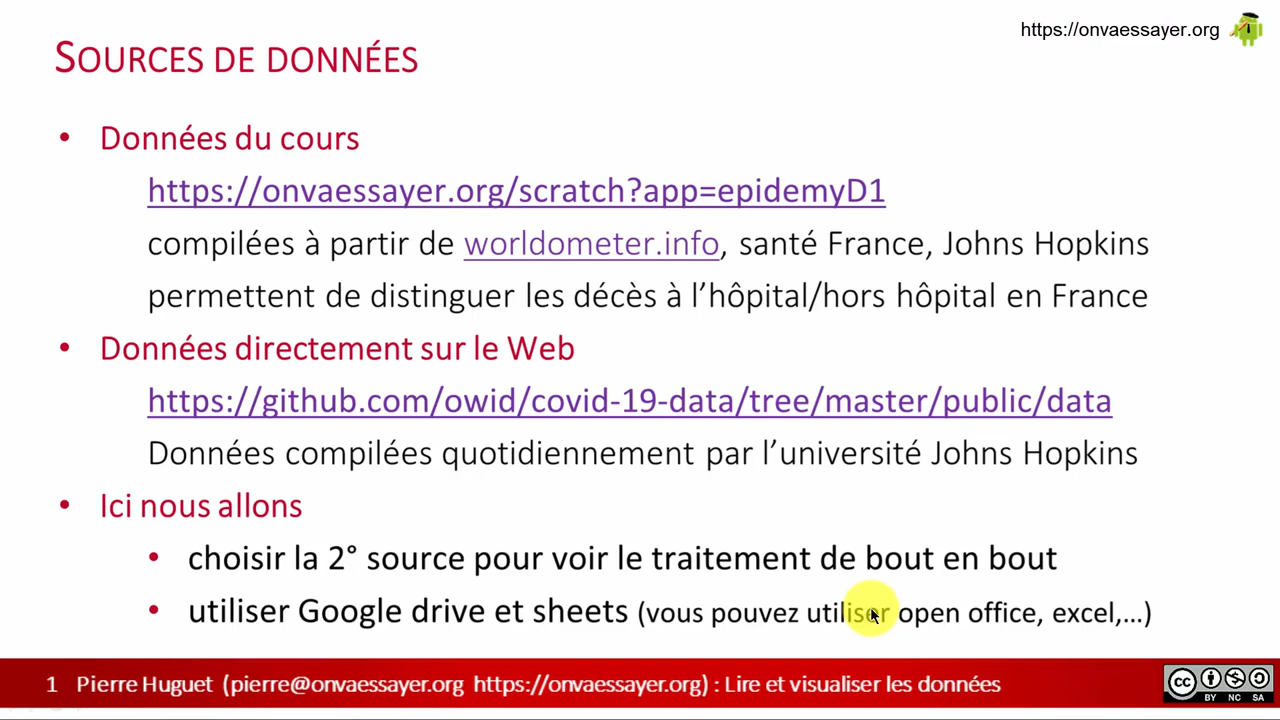 https://onvaessayer.org
SOURCES DE DONNÉES
• Données du cours
https://onvaessayer.org/scratch?app=epidemyD1
compilées à partir de worldometer.info, santé France, Johns Hopkins
permettent de distinguer les décès à l’hôpital/hors hôpital en France
• Données directement sur le Web
https://github.com/owid/covid-19-data/tree/master/public/data
Données compilées quotidiennement par l’université Johns Hopkins
• Ici nous allons
• choisir la 2° source pour voir le traitement de bout en bout
• utiliser Google drive et sheets (vous pouvez utiliser open office, excel,…)
1 Pierre Huguet (pierre@onvaessayer.org https://onvaessayer.org) : Lire et visualiser les données
CC BY NC SA